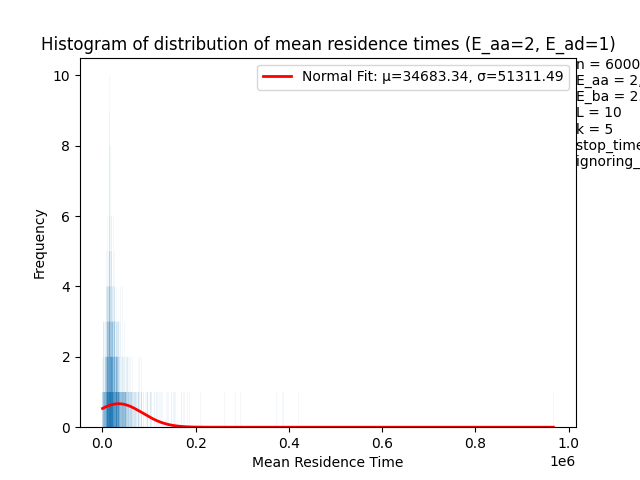 Histogram of distribution of mean residence times (E_aa=2, E_ad=1)
n = 6000
E_aa = 2,
E_ba = 2
L = 10
k = 5
stop_time
ignoring_
Normal Fit: μ=34683.34, σ=51311.49
10
8
6
4
2
0
Frequency
0.0 0.2 0.4 0.6 0.8 1.0
1e6
Mean Residence Time